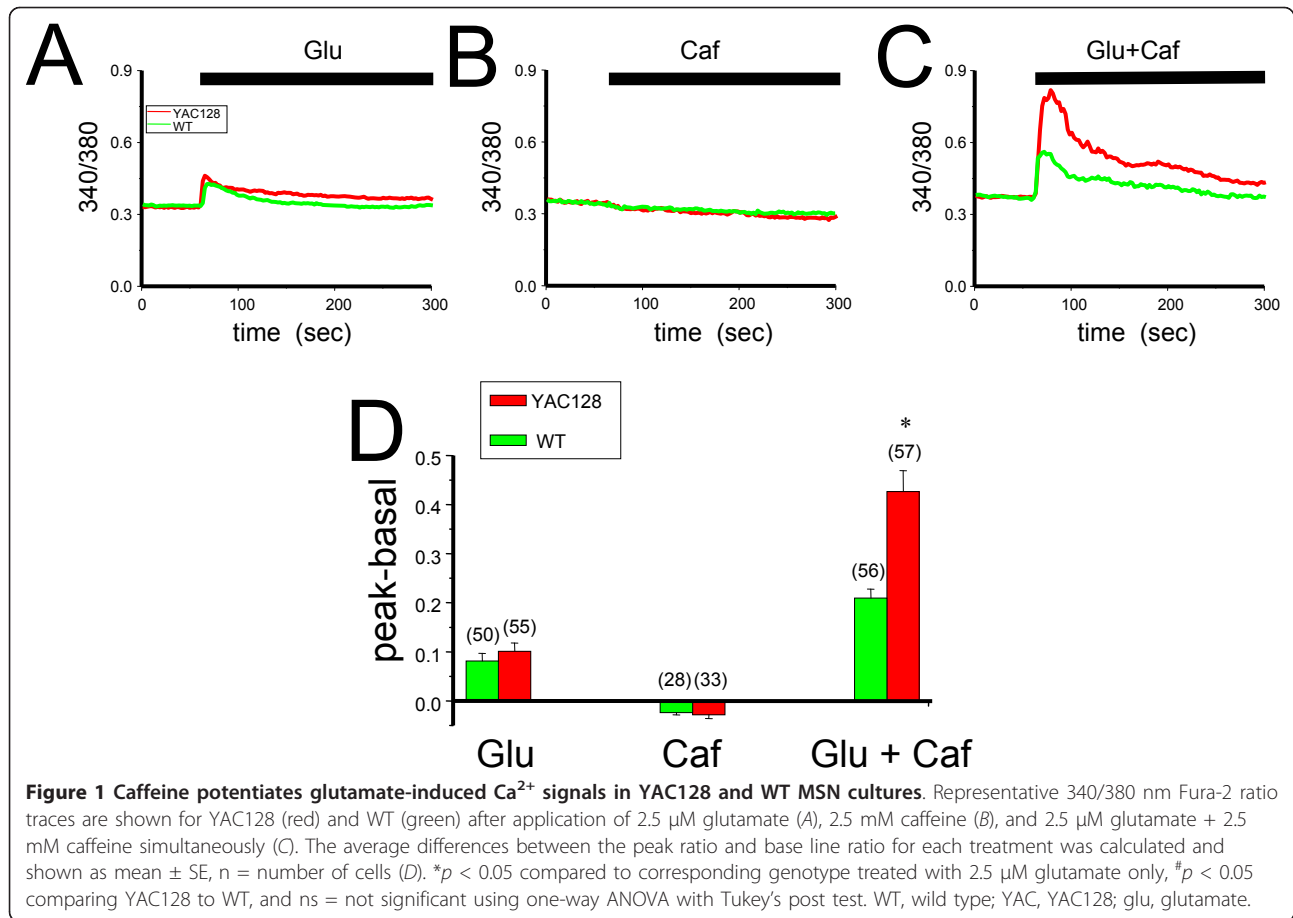 A
Glu
0.9
0.6
0.3
0.0
340/380
YAC128
WT
0
100
200
300
time (sec)
B
Caf
0.9
0.6
0.3
0.0
340/380
0
100
200
300
time (sec)
C
Glu+Caf
0.9
0.6
0.3
0.0
340/380
0
100
200
300
time (sec)
D
YAC128
WT
0.5
0.4
0.3
0.2
0.1
0.0
peak-basal
(50)
(55)
(28)
(33)
(56)
*
(57)
Glu
Caf
Glu + Caf
Figure 1 Caffeine potentiates glutamate-induced Ca²⁺ signals in YAC128 and WT MSN cultures. Representative 340/380 nm Fura-2 ratio
traces are shown for YAC128 (red) and WT (green) after application of 2.5 μM glutamate (A), 2.5 mM caffeine (B), and 2.5 μM glutamate + 2.5
mM caffeine simultaneously (C). The average differences between the peak ratio and base line ratio for each treatment was calculated and
shown as mean ± SE, n = number of cells (D). *p < 0.05 compared to corresponding genotype treated with 2.5 μM glutamate only, #p < 0.05
comparing YAC128 to WT, and ns = not significant using one-way ANOVA with Tukey's post test. WT, wild type; YAC, YAC128; glu, glutamate.